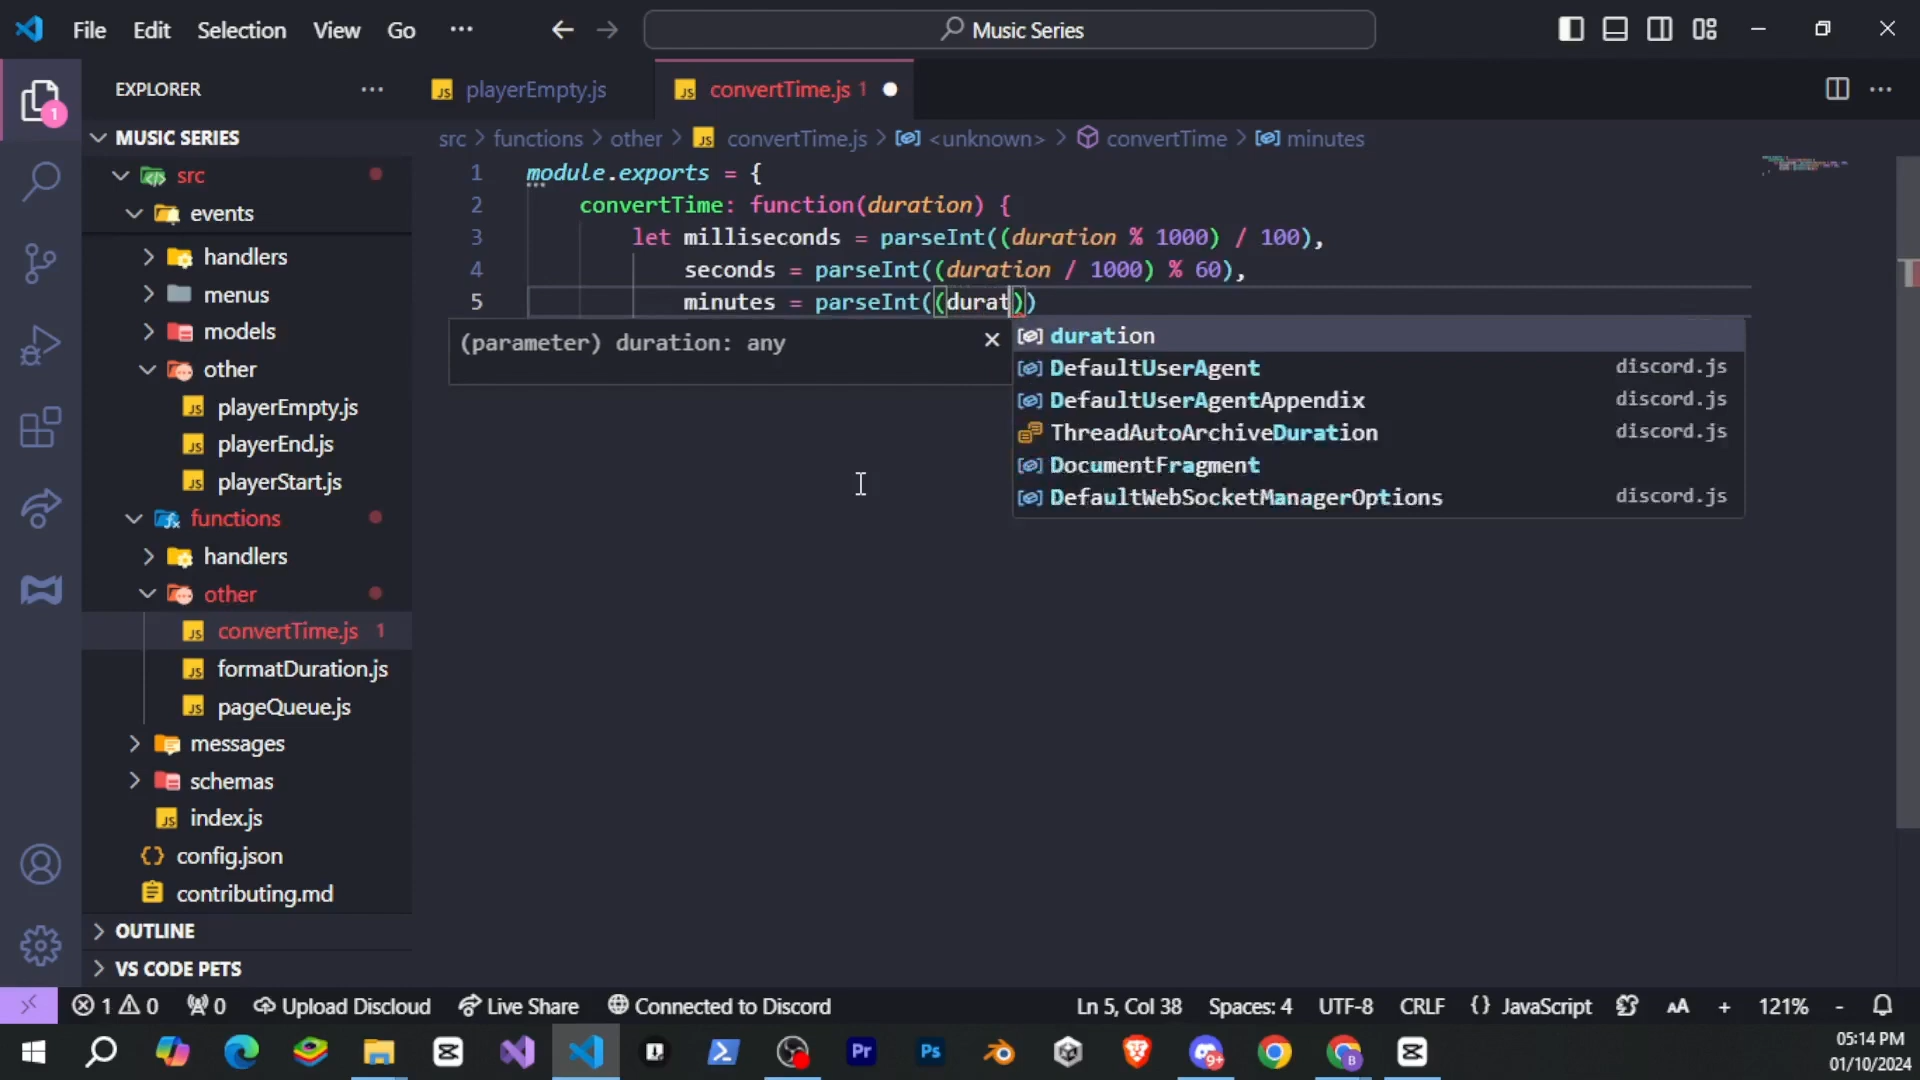 File Edit Selection View Go ... Music Series
EXPLORER ...
MUSIC SERIES
src
events
handlers
menus
models
other
playerEmpty.js
playerEnd.js
playerStart.js
functions
handlers
other
convertTime.js 1
formatDuration.js
pageQueue.js
messages
schemas
index.js
config.json
contributing.md
OUTLINE
VS CODE PETS
playerEmpty.js convertTime.js 1
src > functions > other > convertTime.js > <unknown> > convertTime > minutes
1 module.exports = {
2 convertTime: function(duration) {
3 let milliseconds = parseInt((duration % 1000) / 100),
4 seconds = parseInt((duration / 1000) % 60),
5 minutes = parseInt((durat))
(parameter) duration: any
duration
DefaultUserAgent discord.js
DefaultUserAgentAppendix discord.js
ThreadAutoArchiveDuration discord.js
DocumentFragment
DefaultWebSocketManagerOptions discord.js
1 0 0 Upload Discloud Live Share Connected to Discord Ln 5, Col 38 Spaces: 4 UTF-8 CRLF {} JavaScript AA + 121% -
05:14 PM
01/10/2024